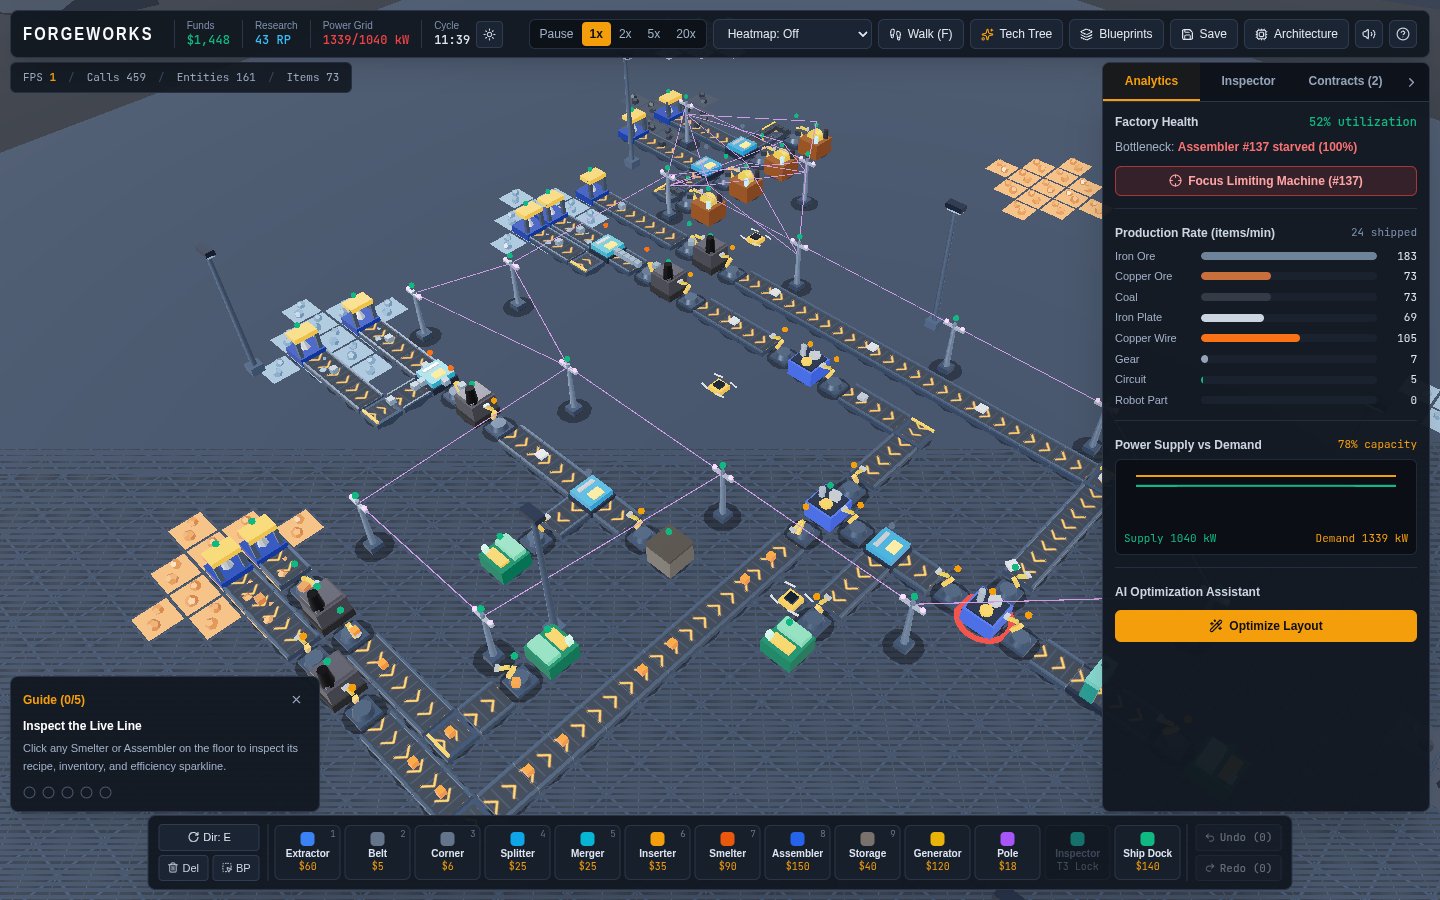 FORGEWORKS
Funds
$1,448
Research
43 RP
Power Grid
1339/1040 kW
Cycle
11:39
Pause
1x
2x
5x
20x
Heatmap: Off
Walk (F)
Tech Tree
Blueprints
Save
Architecture
FPS 1 / Calls 459 / Entities 161 / Items 73
Analytics
Inspector
Contracts (2)
Factory Health
52% utilization
Bottleneck: Assembler #137 starved (100%)
Focus Limiting Machine (#137)
Production Rate (items/min)
24 shipped
Iron Ore
183
Copper Ore
73
Coal
73
Iron Plate
69
Copper Wire
105
Gear
7
Circuit
5
Robot Part
0
Power Supply vs Demand
78% capacity
Supply 1040 kW
Demand 1339 kW
AI Optimization Assistant
Optimize Layout
Guide (0/5)
Inspect the Live Line
Click any Smelter or Assembler on the floor to inspect its
recipe, inventory, and efficiency sparkline.
Dir: E
Del
BP
1
Extractor
$60
2
Belt
$5
3
Corner
$6
4
Splitter
$25
5
Merger
$25
6
Inserter
$35
7
Smelter
$90
8
Assembler
$150
9
Storage
$40
Generator
$120
Pole
$18
Inspector
T3 Lock
Ship Dock
$140
Undo (0)
Redo (0)